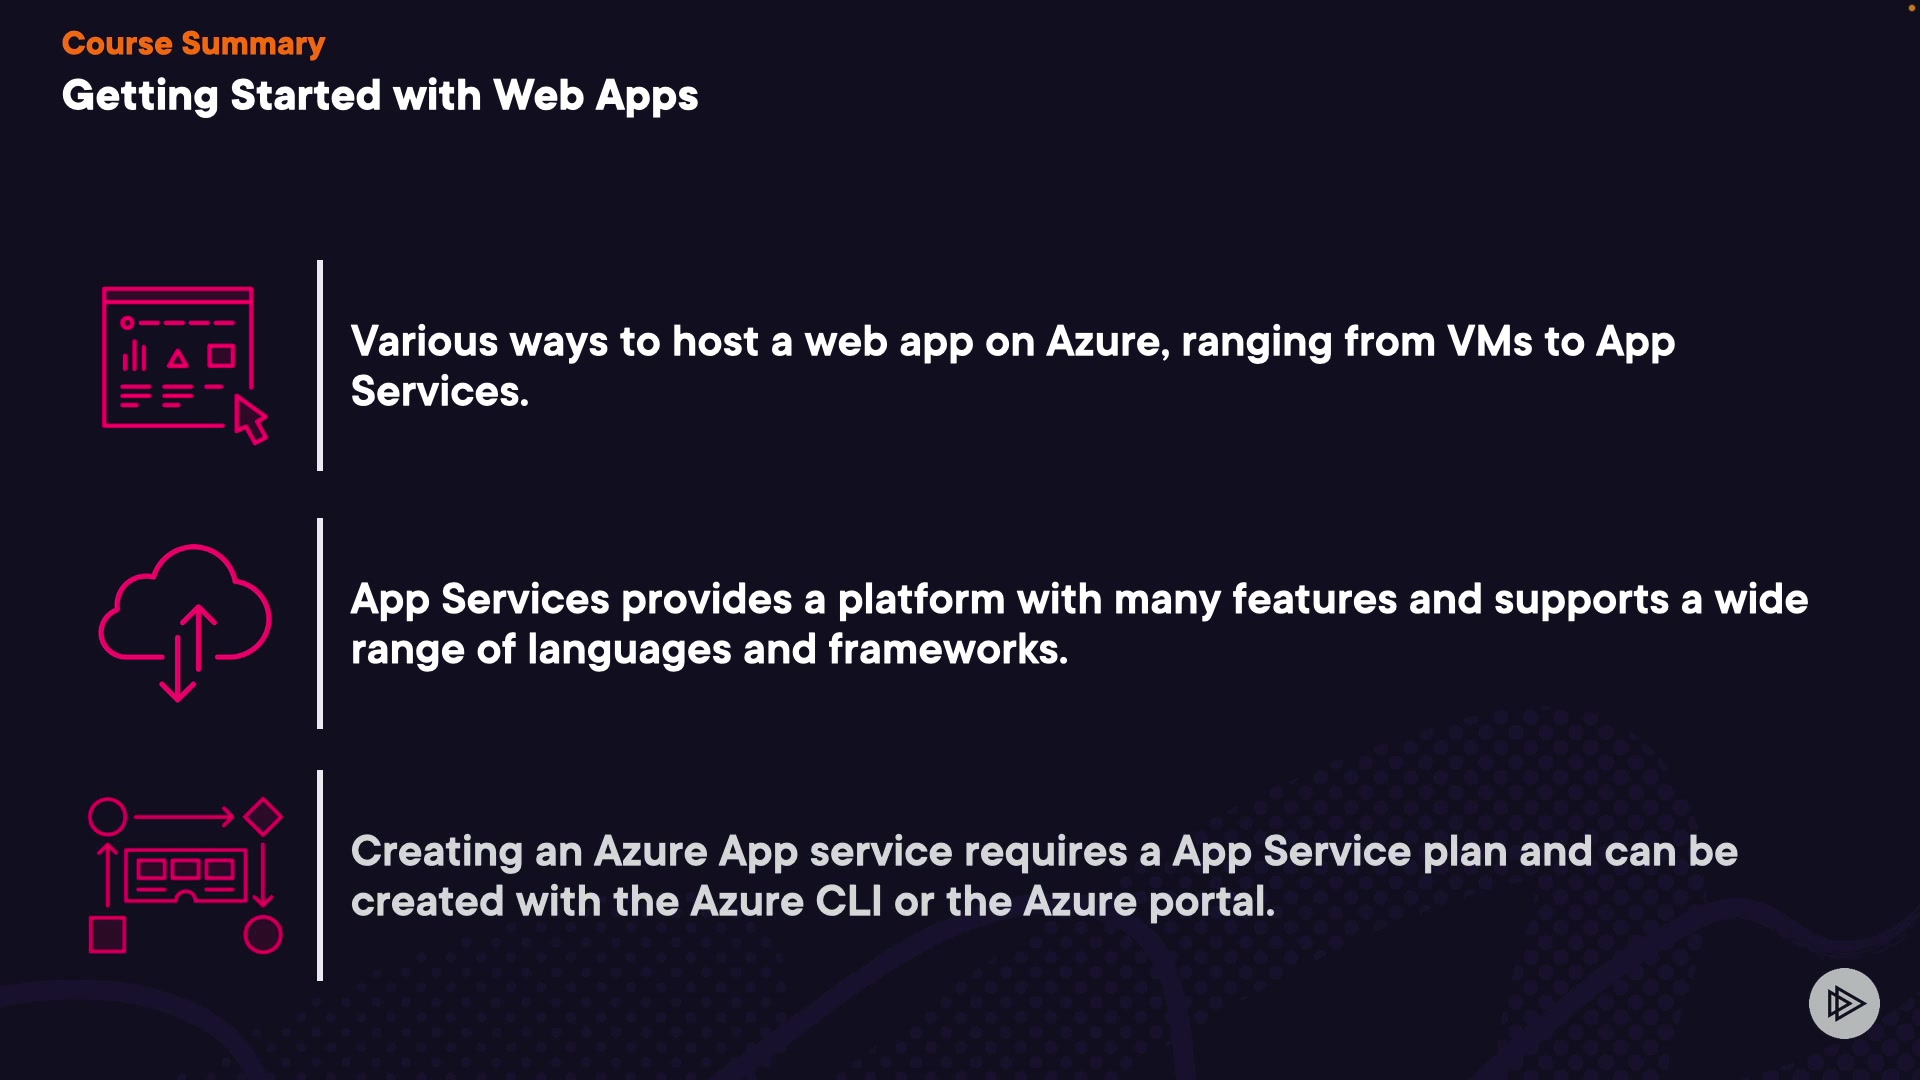 Course Summary
Getting Started with Web Apps
Various ways to host a web app on Azure, ranging from VMs to App
Services.
App Services provides a platform with many features and supports a wide
range of languages and frameworks.
Creating an Azure App service requires a App Service plan and can be
created with the Azure CLI or the Azure portal.